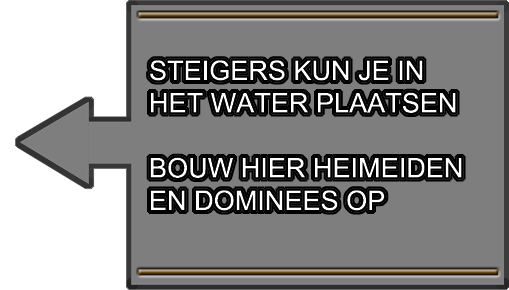 STEIGERS KUN JE IN
HET WATER PLAATSEN
BOUW HIER HEIMEIDEN
EN DOMINEES OP